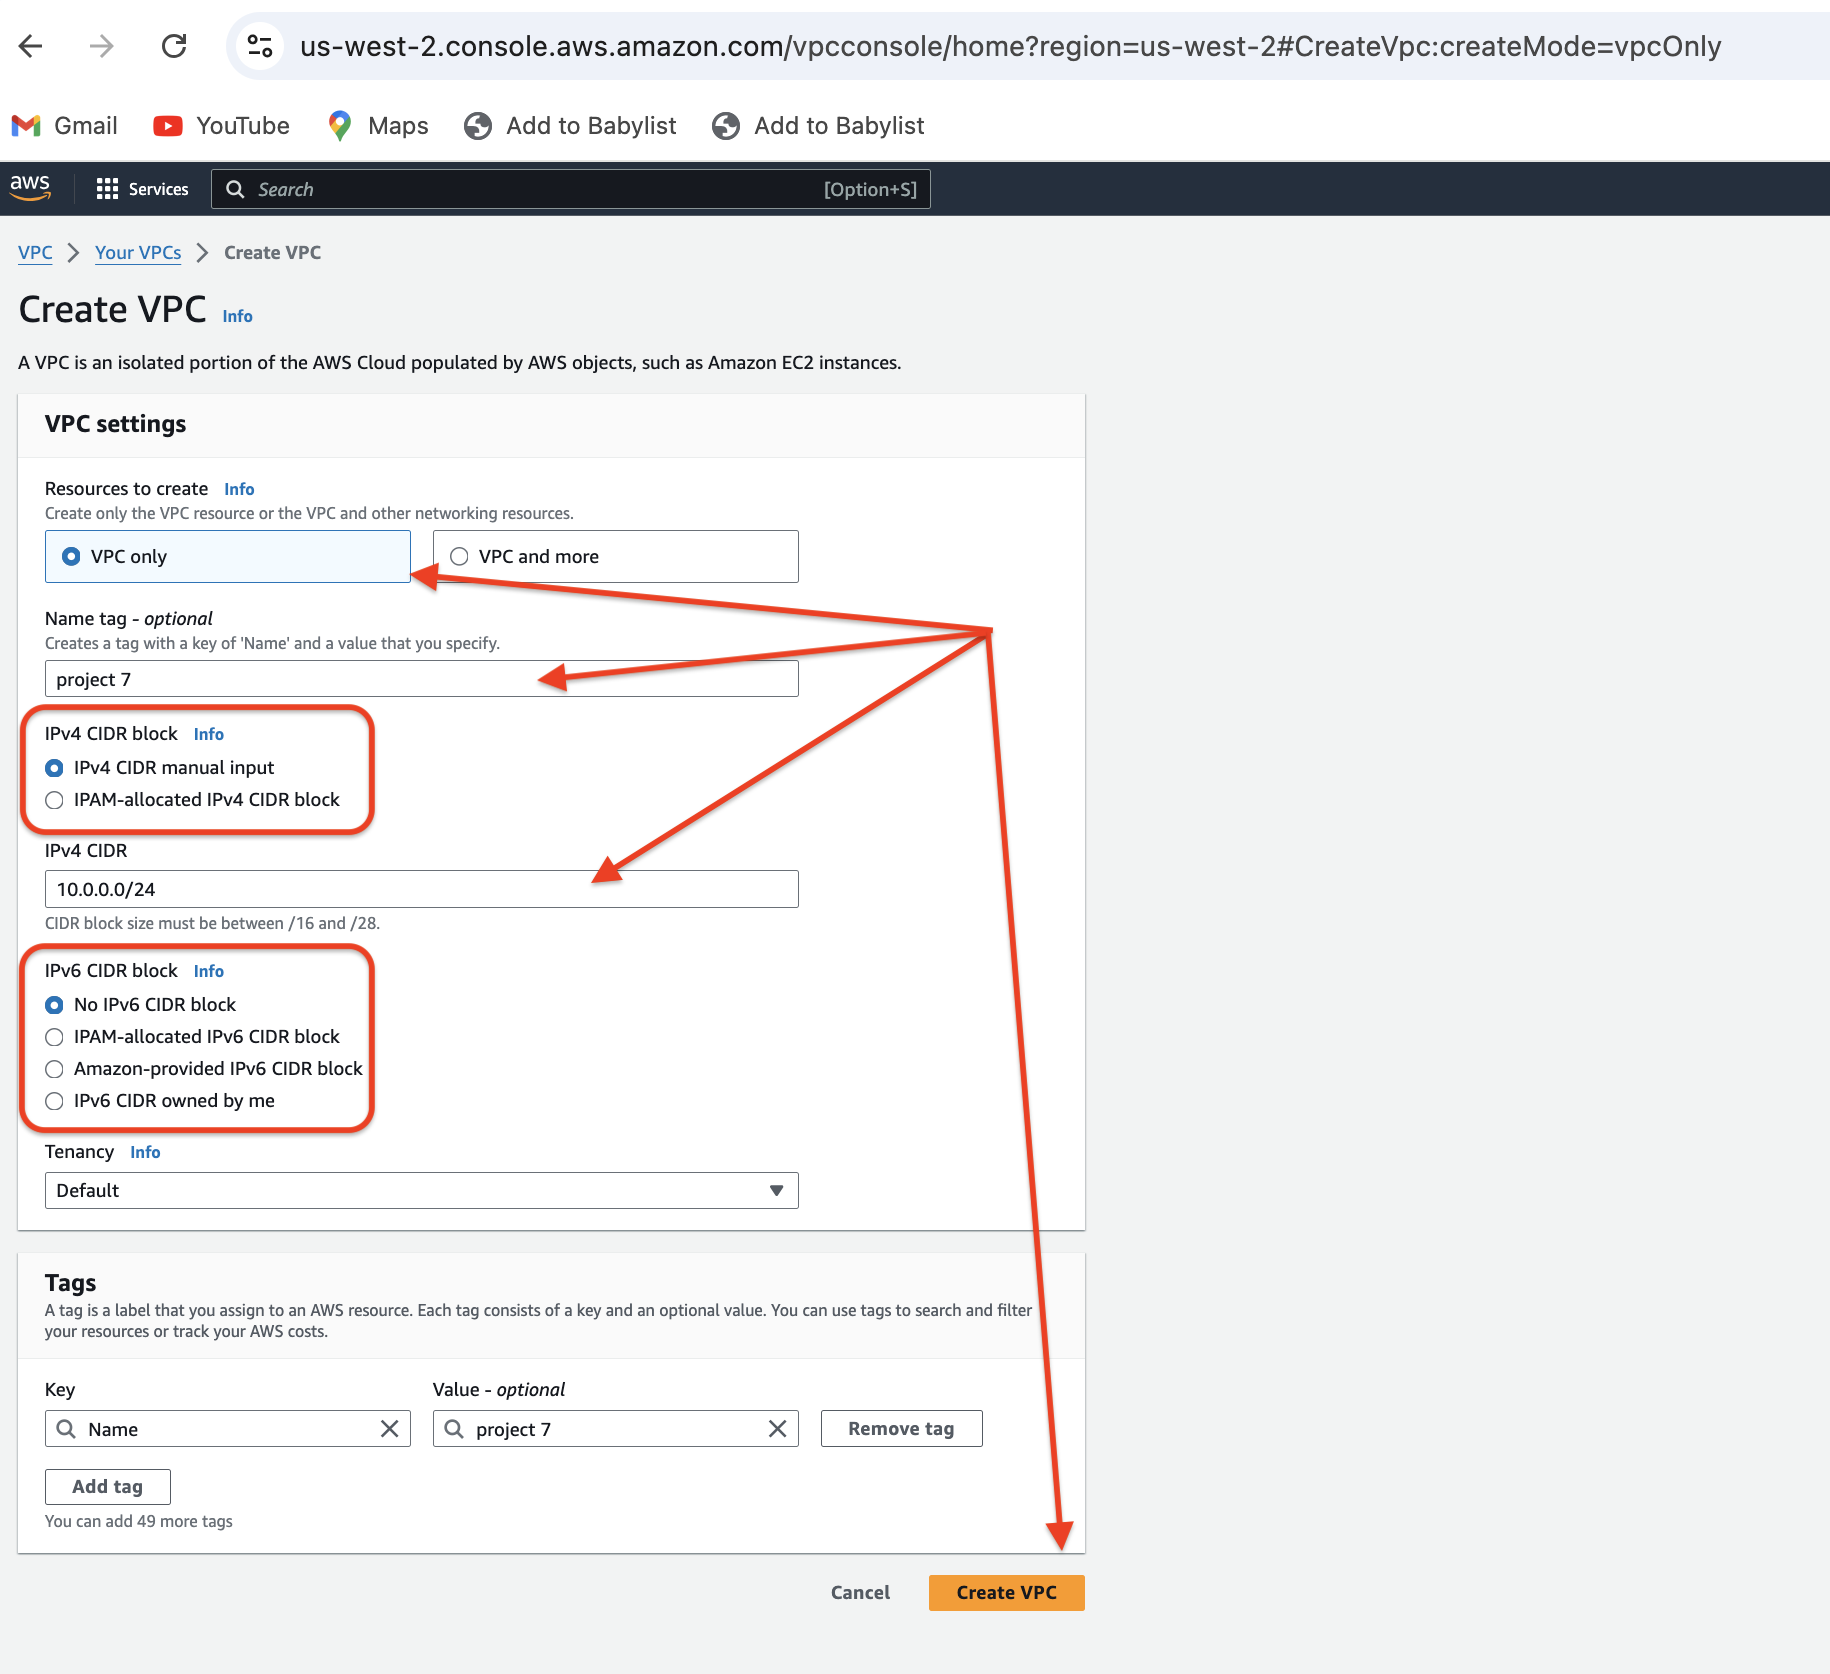 us-west-2.console.aws.amazon.com/vpcconsole/home?region=us-west-2#CreateVpc:createMode=vpcOnly
Gmail YouTube Maps Add to Babylist Add to Babylist
aws Services Search [Option+S]
VPC Your VPCs Create VPC
Create VPC Info
A VPC is an isolated portion of the AWS Cloud populated by AWS objects, such as Amazon EC2 instances.
VPC settings
Resources to create Info
Create only the VPC resource or the VPC and other networking resources.
VPC only VPC and more
Name tag - optional
Creates a tag with a key of 'Name' and a value that you specify.
project 7
IPv4 CIDR block Info
IPv4 CIDR manual input
IPAM-allocated IPv4 CIDR block
IPv4 CIDR
10.0.0.0/24
CIDR block size must be between /16 and /28.
IPv6 CIDR block Info
No IPv6 CIDR block
IPAM-allocated IPv6 CIDR block
Amazon-provided IPv6 CIDR block
IPv6 CIDR owned by me
Tenancy Info
Default
Tags
A tag is a label that you assign to an AWS resource. Each tag consists of a key and an optional value. You can use tags to search and filter
your resources or track your AWS costs.
Key Value - optional
Name project 7 Remove tag
Add tag
You can add 49 more tags
Cancel Create VPC